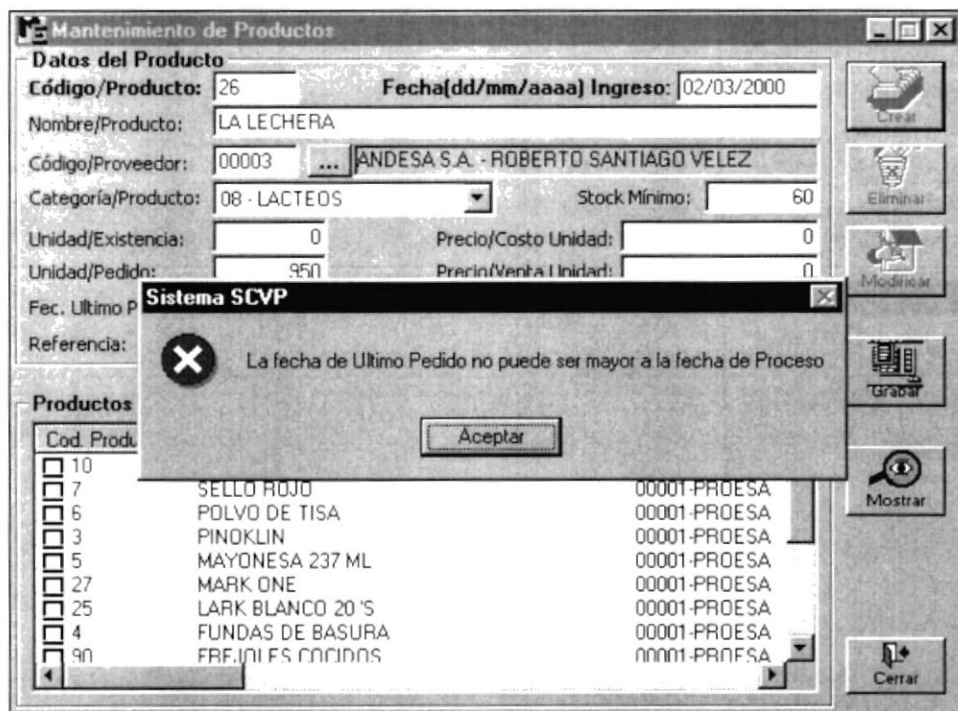 Mantenimiento de Productos
Datos del Producto
Código/Producto: 26 Fecha(dd/mm/aaaa) Ingreso: 02/03/2000
Crear
Nombre/Producto: LA LECHERA
Código/Proveedor: 00003 ... ANDESA S.A. - ROBERTO SANTIAGO VELEZ
Categoría/Producto: 08 - LACTEOS Stock Mínimo: 60
Eliminar
Unidad/Existencia: 0 Precio/Costo Unidad: 0
Unidad/Pedido: 950 Precio/Venta Unidad: 0
Modificar
Fec. Ultimo P
Sistema SCVP
Referencia:
La fecha de Ultimo Pedido no puede ser mayor a la fecha de Proceso
Grabar
Productos
Aceptar
Cod. Produ
10
7 SELLO ROJO 00001-PROESA
Mostrar
6 POLVO DE TISA 00001-PROESA
3 PINOKLIN 00001-PROESA
5 MAYONESA 237 ML 00001-PROESA
27 MARK ONE 00001-PROESA
25 LARK BLANCO 20 'S 00001-PROESA
4 FUNDAS DE BASURA 00001-PROESA
90 FREJOLES COCIDOS 00001-PROESA
Cerrar